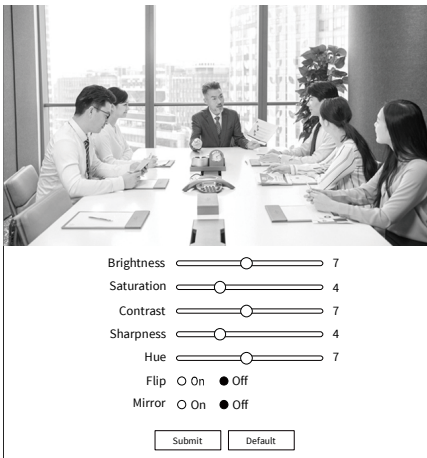 Brightness 7
Saturation 4
Contrast 7
Sharpness 4
Hue 7
Flip On Off
Mirror On Off
Submit Default